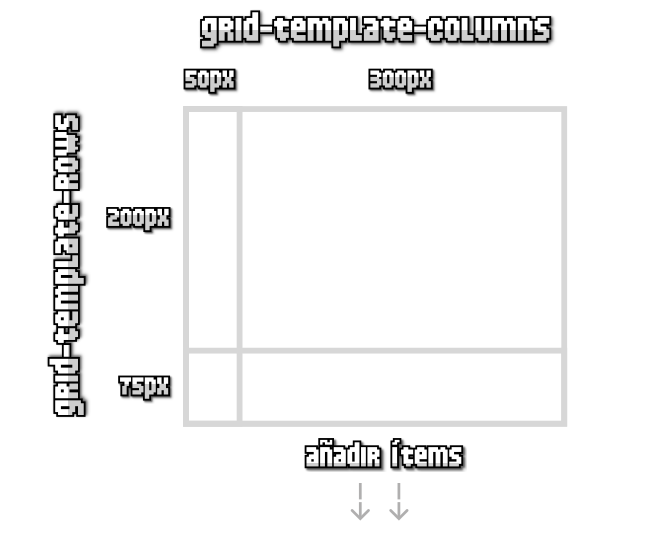 grid-template-columns
50px
300px
grid-template-rows
200px
75px
añadir ítems